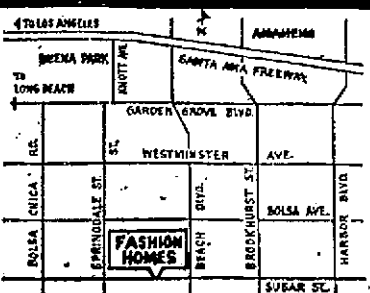 TO LOS ANGELES
N
ANAHEIM
BUENA PARK
KNOTT AVE.
SANTA ANA FREEWAY
TO
LONG BEACH
GARDEN GROVE BLVD.
RD.
ST.
WESTMINSTER AVE.
BOLSA CHICA
SPRINGDALE ST.
BLVD.
BEACH
BROOKHURST ST.
BOLSA AVE.
HARBOR BLVD.
FASHION
HOMES
SUGAR ST.